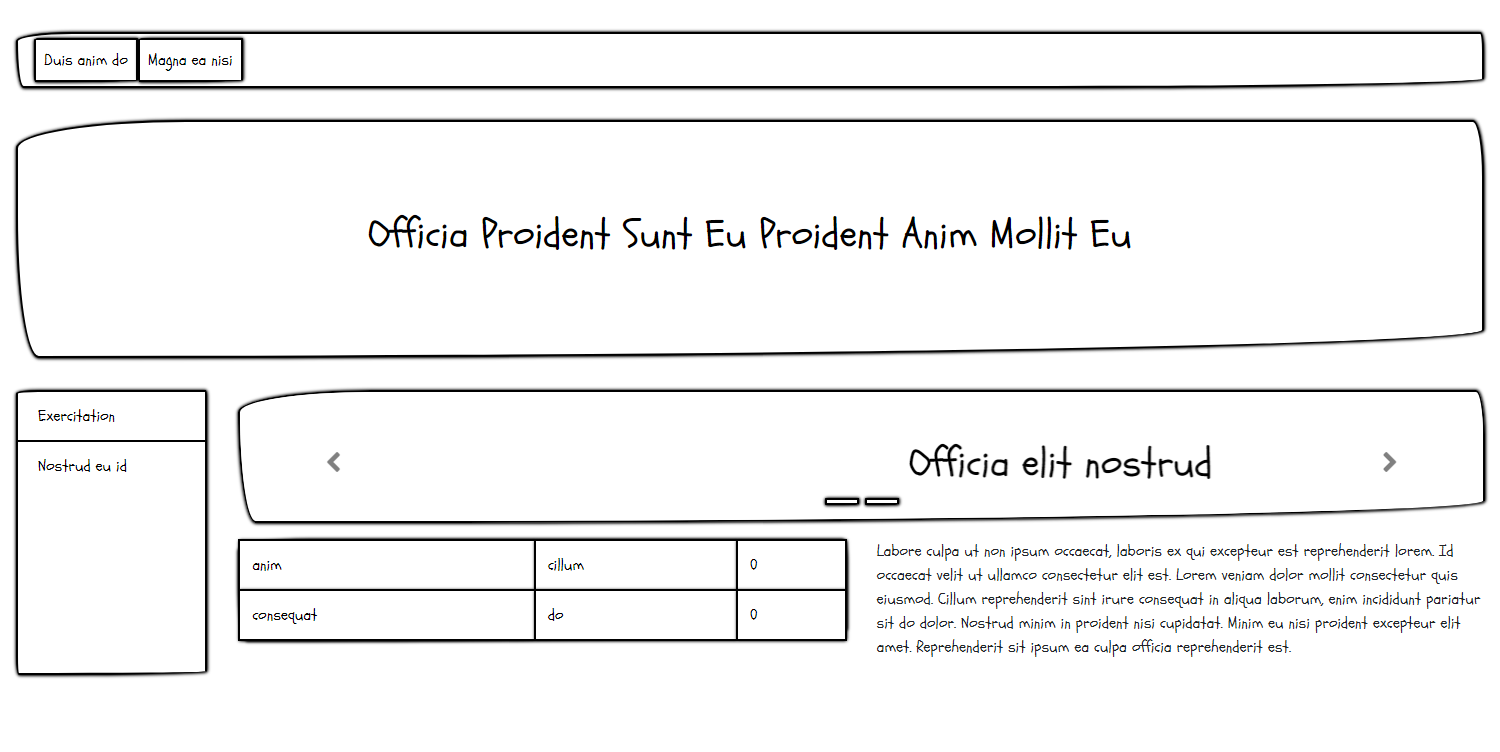 Duis anim do Magna ea nisi
Officia Proident Sunt Eu Proident Anim Mollit Eu
Exercitation
Nostrud eu id
Officia elit nostrud
anim cillum 0
consequat do 0
Labore culpa ut non ipsum occaecat, laboris ex qui excepteur est reprehenderit lorem. Id
occaecat velit ut ullamco consectetur elit est. Lorem veniam dolor mollit consectetur quis
eiusmod. Cillum reprehenderit sint irure consequat in aliqua laborum, enim incididunt pariatur
sit do dolor. Nostrud minim in proident nisi cupidatat. Minim eu nisi proident excepteur elit
amet. Reprehenderit sit ipsum ea culpa officia reprehenderit est.